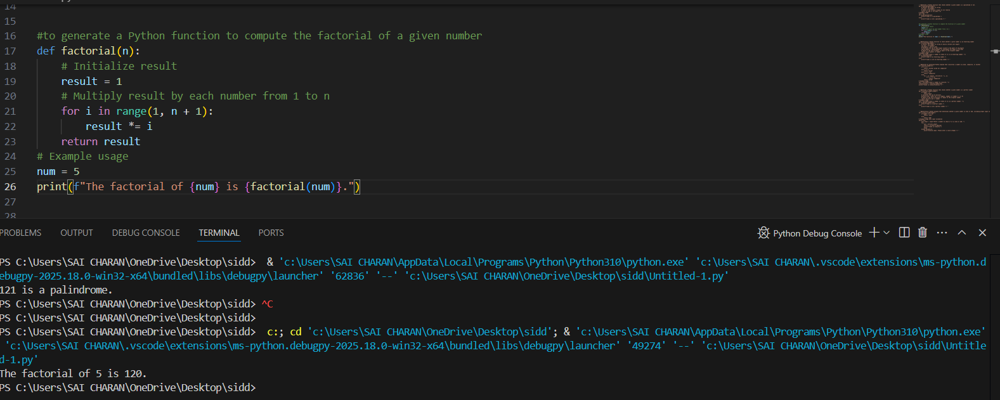 14
15
16 #to generate a Python function to compute the factorial of a given number
17 def factorial(n):
18     # Initialize result
19     result = 1
20     # Multiply result by each number from 1 to n
21     for i in range(1, n + 1):
22         result *= i
23     return result
24 # Example usage
25 num = 5
26 print(f"The factorial of {num} is {factorial(num)}.")
27
28
PROBLEMS OUTPUT DEBUG CONSOLE TERMINAL PORTS Python Debug Console
PS C:\Users\SAI CHARAN\OneDrive\Desktop\sidd>  & 'c:\Users\SAI CHARAN\AppData\Local\Programs\Python\Python310\python.exe' 'c:\Users\SAI CHARAN\.vscode\extensions\ms-python.d
ebugpy-2025.18.0-win32-x64\bundled\libs\debugpy\launcher' '62836' '--' 'c:\Users\SAI CHARAN\OneDrive\Desktop\sidd\Untitled-1.py'
121 is a palindrome.
PS C:\Users\SAI CHARAN\OneDrive\Desktop\sidd> ^C
PS C:\Users\SAI CHARAN\OneDrive\Desktop\sidd>
PS C:\Users\SAI CHARAN\OneDrive\Desktop\sidd>  c:; cd 'c:\Users\SAI CHARAN\OneDrive\Desktop\sidd'; & 'c:\Users\SAI CHARAN\AppData\Local\Programs\Python\Python310\python.exe'
'c:\Users\SAI CHARAN\.vscode\extensions\ms-python.debugpy-2025.18.0-win32-x64\bundled\libs\debugpy\launcher' '49274' '--' 'c:\Users\SAI CHARAN\OneDrive\Desktop\sidd\Untitle
d-1.py'
The factorial of 5 is 120.
PS C:\Users\SAI CHARAN\OneDrive\Desktop\sidd>